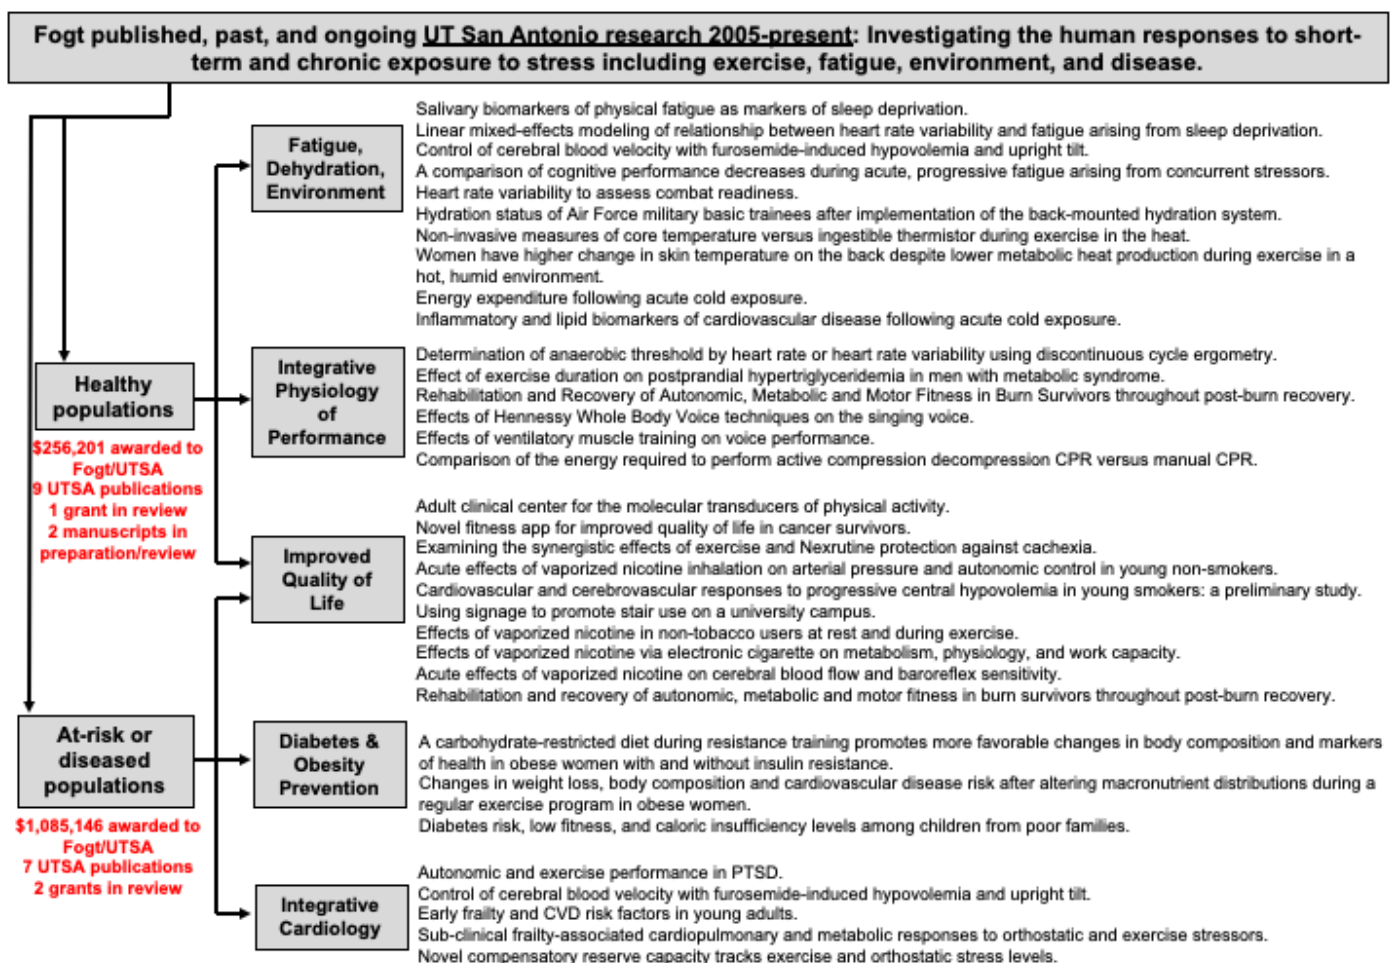 Fogt published, past, and ongoing UT San Antonio research 2005-present: Investigating the human responses to short-
term and chronic exposure to stress including exercise, fatigue, environment, and disease.
Healthy
populations
$256,201 awarded to
Fogt/UTSA
9 UTSA publications
1 grant in review
2 manuscripts in
preparation/review
Fatigue,
Dehydration,
Environment
Salivary biomarkers of physical fatigue as markers of sleep deprivation.
Linear mixed-effects modeling of relationship between heart rate variability and fatigue arising from sleep deprivation.
Control of cerebral blood velocity with furosemide-induced hypovolemia and upright tilt.
A comparison of cognitive performance decreases during acute, progressive fatigue arising from concurrent stressors.
Heart rate variability to assess combat readiness.
Hydration status of Air Force military basic trainees after implementation of the back-mounted hydration system.
Non-invasive measures of core temperature versus ingestible thermistor during exercise in the heat.
Women have higher change in skin temperature on the back despite lower metabolic heat production during exercise in a
hot, humid environment.
Energy expenditure following acute cold exposure.
Inflammatory and lipid biomarkers of cardiovascular disease following acute cold exposure.
Integrative
Physiology
of
Performance
Determination of anaerobic threshold by heart rate or heart rate variability using discontinuous cycle ergometry.
Effect of exercise duration on postprandial hypertriglyceridemia in men with metabolic syndrome.
Rehabilitation and Recovery of Autonomic, Metabolic and Motor Fitness in Burn Survivors throughout post-burn recovery.
Effects of Hennessy Whole Body Voice techniques on the singing voice.
Effects of ventilatory muscle training on voice performance.
Comparison of the energy required to perform active compression decompression CPR versus manual CPR.
Improved
Quality of
Life
Adult clinical center for the molecular transducers of physical activity.
Novel fitness app for improved quality of life in cancer survivors.
Examining the synergistic effects of exercise and Nexrutine protection against cachexia.
Acute effects of vaporized nicotine inhalation on arterial pressure and autonomic control in young non-smokers.
Cardiovascular and cerebrovascular responses to progressive central hypovolemia in young smokers: a preliminary study.
Using signage to promote stair use on a university campus.
Effects of vaporized nicotine in non-tobacco users at rest and during exercise.
Effects of vaporized nicotine via electronic cigarette on metabolism, physiology, and work capacity.
Acute effects of vaporized nicotine on cerebral blood flow and baroreflex sensitivity.
Rehabilitation and recovery of autonomic, metabolic and motor fitness in burn survivors throughout post-burn recovery.
At-risk or
diseased
populations
$1,085,146 awarded to
Fogt/UTSA
7 UTSA publications
2 grants in review
Diabetes &
Obesity
Prevention
A carbohydrate-restricted diet during resistance training promotes more favorable changes in body composition and markers
of health in obese women with and without insulin resistance.
Changes in weight loss, body composition and cardiovascular disease risk after altering macronutrient distributions during a
regular exercise program in obese women.
Diabetes risk, low fitness, and caloric insufficiency levels among children from poor families.
Integrative
Cardiology
Autonomic and exercise performance in PTSD.
Control of cerebral blood velocity with furosemide-induced hypovolemia and upright tilt.
Early frailty and CVD risk factors in young adults.
Sub-clinical frailty-associated cardiopulmonary and metabolic responses to orthostatic and exercise stressors.
Novel compensatory reserve capacity tracks exercise and orthostatic stress levels.